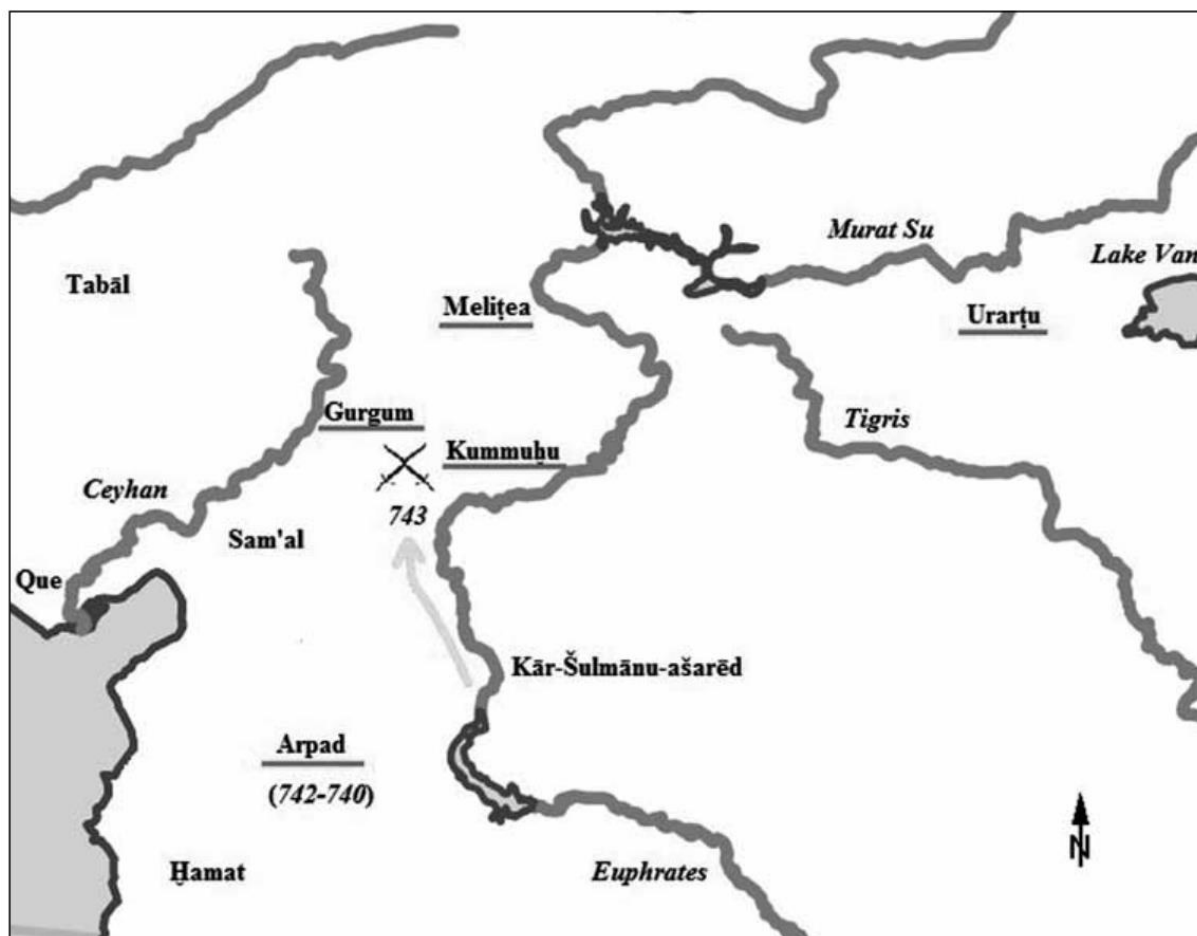 Murat Su
Lake Van
Tabāl
Meliṭea
Urarṭu
Gurgum
Tigris
Kummuḫu
Ceyhan
743
Sam'al
Que
Kār-Šulmānu-ašarēd
Arpad
(742-740)
Ḫamat
Euphrates
N